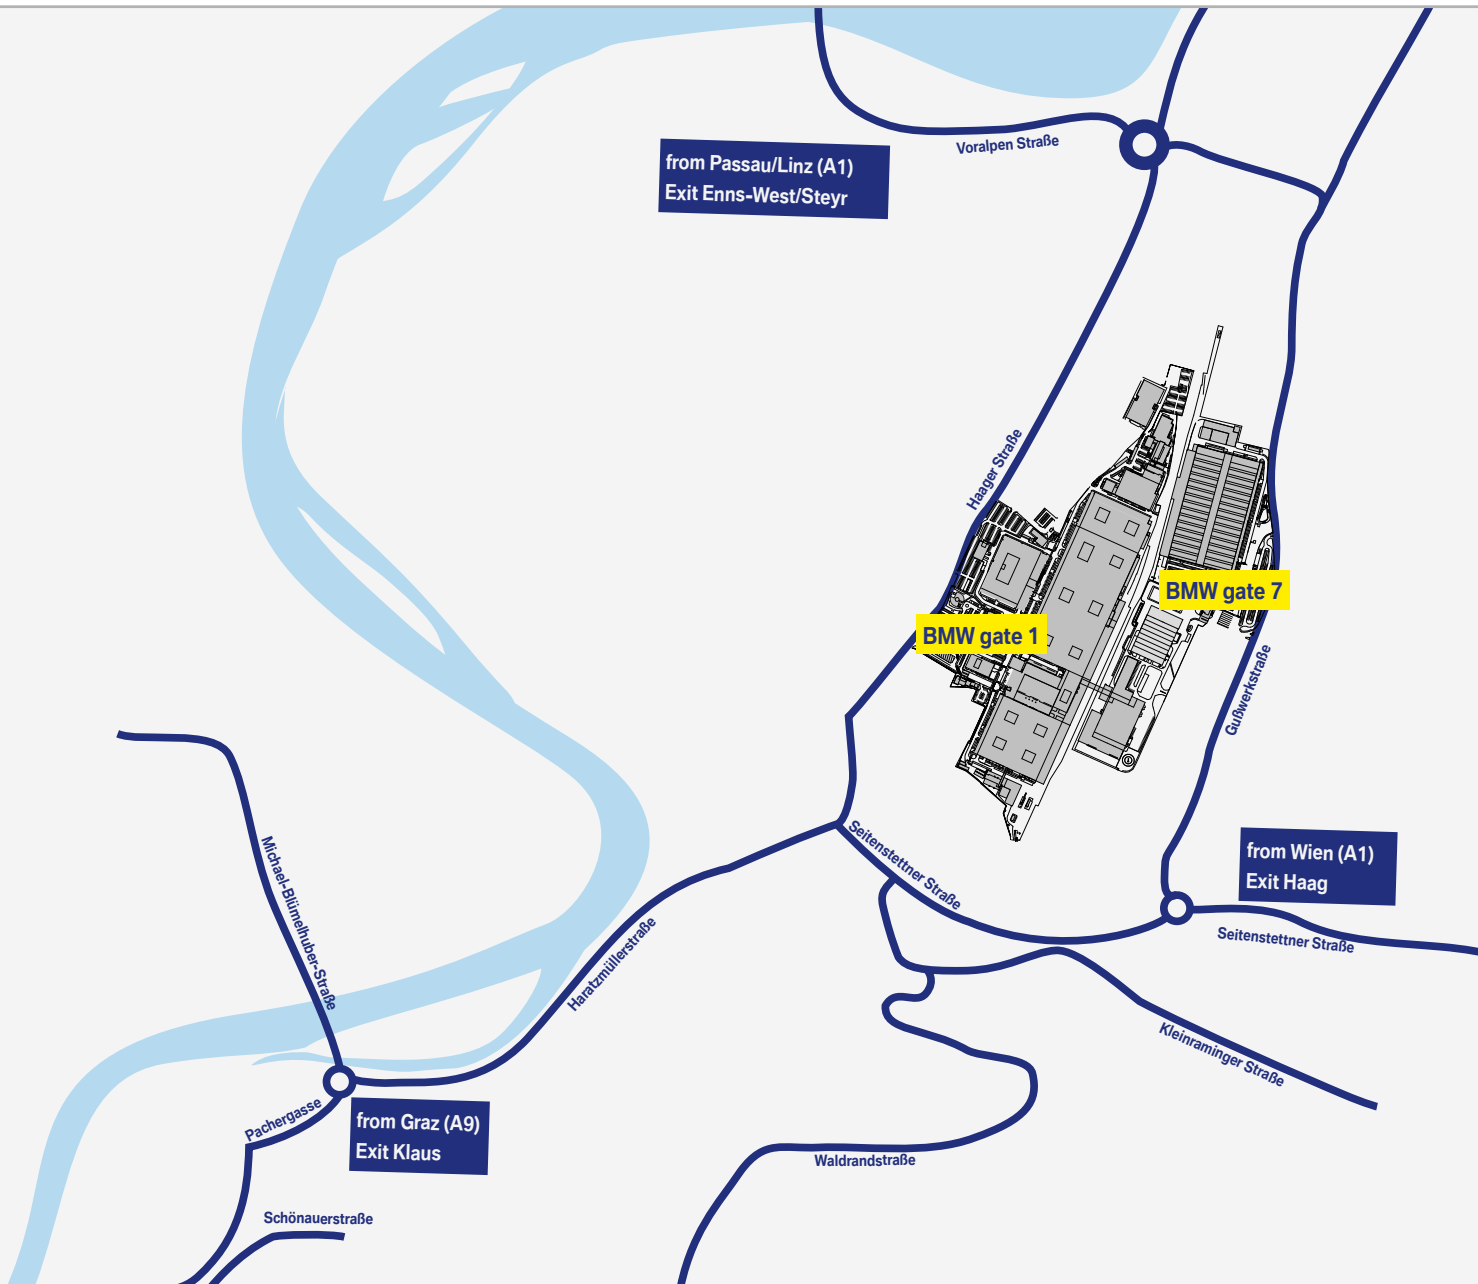 Voralpen Straße
from Passau/Linz (A1)
Exit Enns-West/Steyr
Haager Straße
BMW gate 7
BMW gate 1
Gußwerkstraße
Seitenstettner Straße
from Wien (A1)
Exit Haag
Michael-Blümelhuber-Straße
Haratzmüllerstraße
Seitenstettner Straße
Kleinraminger Straße
Pachergasse
from Graz (A9)
Exit Klaus
Waldrandstraße
Schönauerstraße